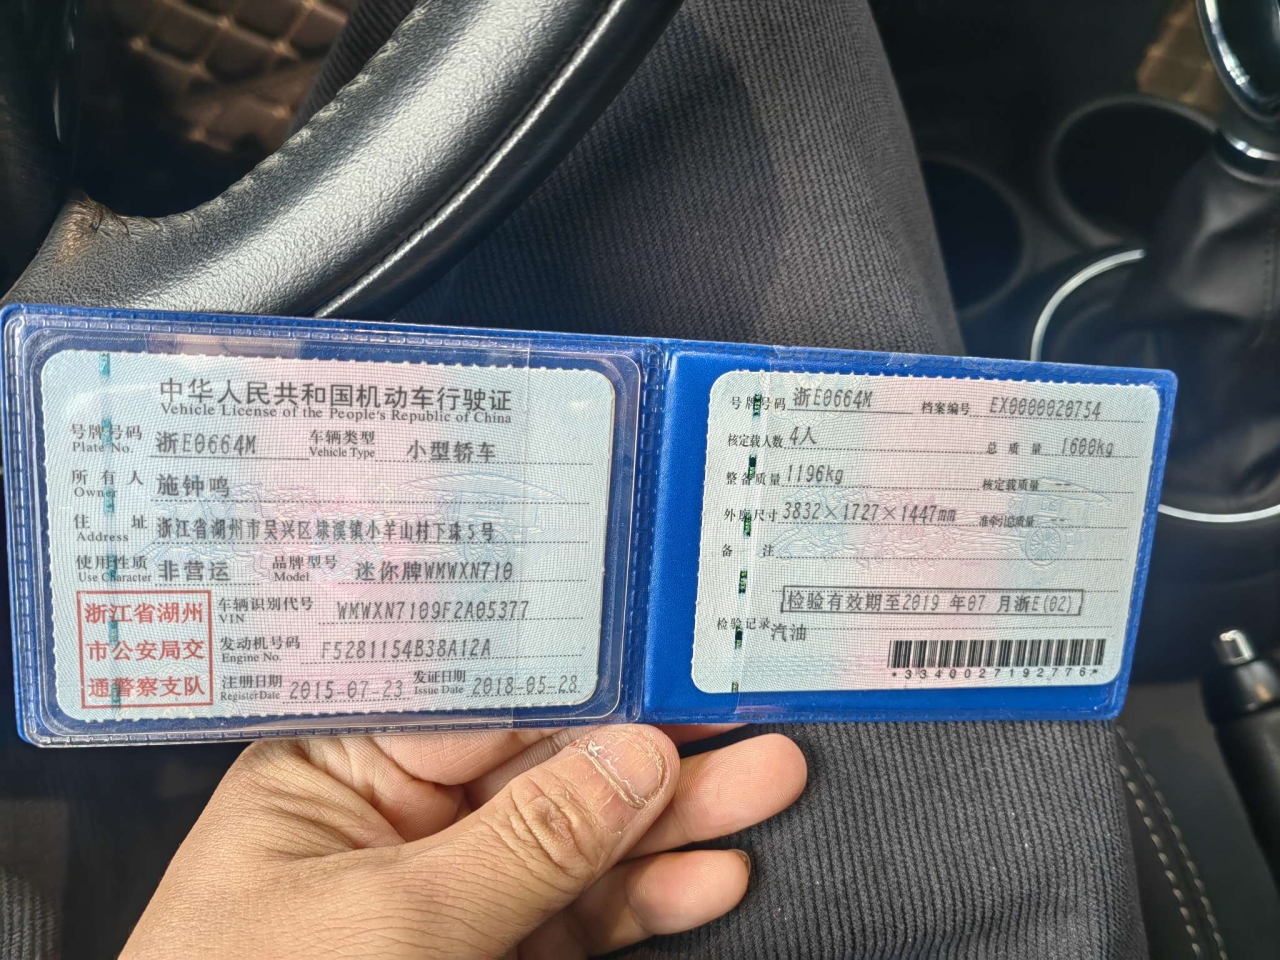 中华人民共和国机动车行驶证
Vehicle License of the People's Republic of China
号牌号码 Plate No. 浙E0664M 车辆类型 Vehicle Type 小型轿车
所有人 Owner 施钟鸣
住址 Address 浙江省湖州市吴兴区埭溪镇小羊山村下珠5号
使用性质 Use Character 非营运 品牌型号 Model 迷你牌WMWXN710
浙江省湖州市公安局交通警察支队
车辆识别代号 VIN WMWXN7109F2A05377
发动机号码 Engine No. F5281154B38A12A
注册日期 Register Date 2015-07-23 发证日期 Issue Date 2018-05-28
号牌号码 浙E0664M 档案编号 EX0000020754
核定载人数 4人 总质量 1600kg
整备质量 1196kg 核定载质量 --
外廓尺寸 3832×1727×1447mm 准牵引总质量 --
备注
检验有效期至2019年07月浙E(02)
检验记录 汽油
*3340027192776*